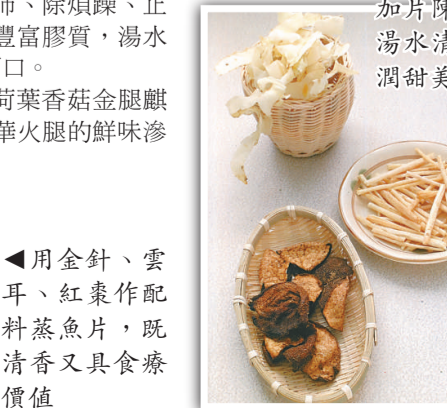 、除煩躁、止
豐富膠質，湯水
口。
荷葉香菇金腿麒
華火腿的鮮味滲
加片陳
湯水清
潤甜美
◀用金針、雲
耳、紅棗作配
料蒸魚片，既
清香又具食療
價值